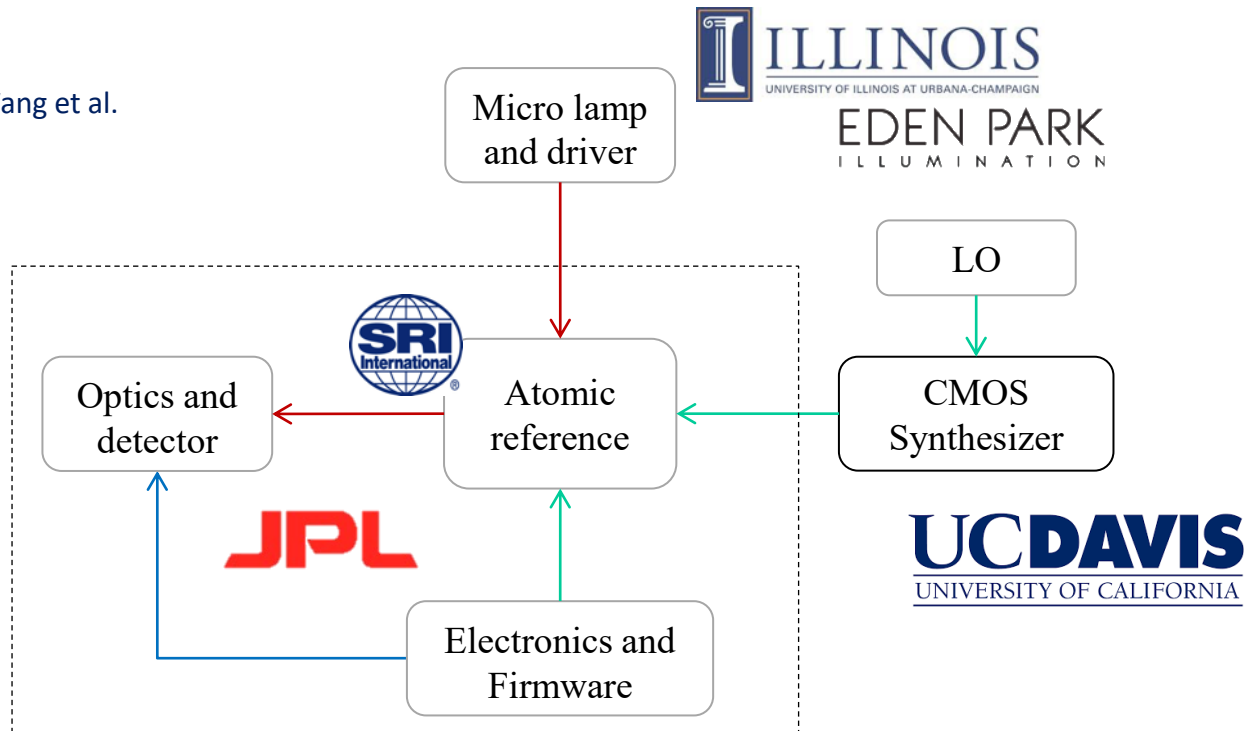 ILLINOIS
UNIVERSITY OF ILLINOIS AT URBANA-CHAMPAIGN
et al.
Micro lamp
and driver
EDEN PARK
ILLUMINATION
LO
SRI
International
®
Optics and
detector
Atomic
reference
CMOS
Synthesizer
JPL
UCDAVIS
UNIVERSITY OF CALIFORNIA
Electronics and
Firmware